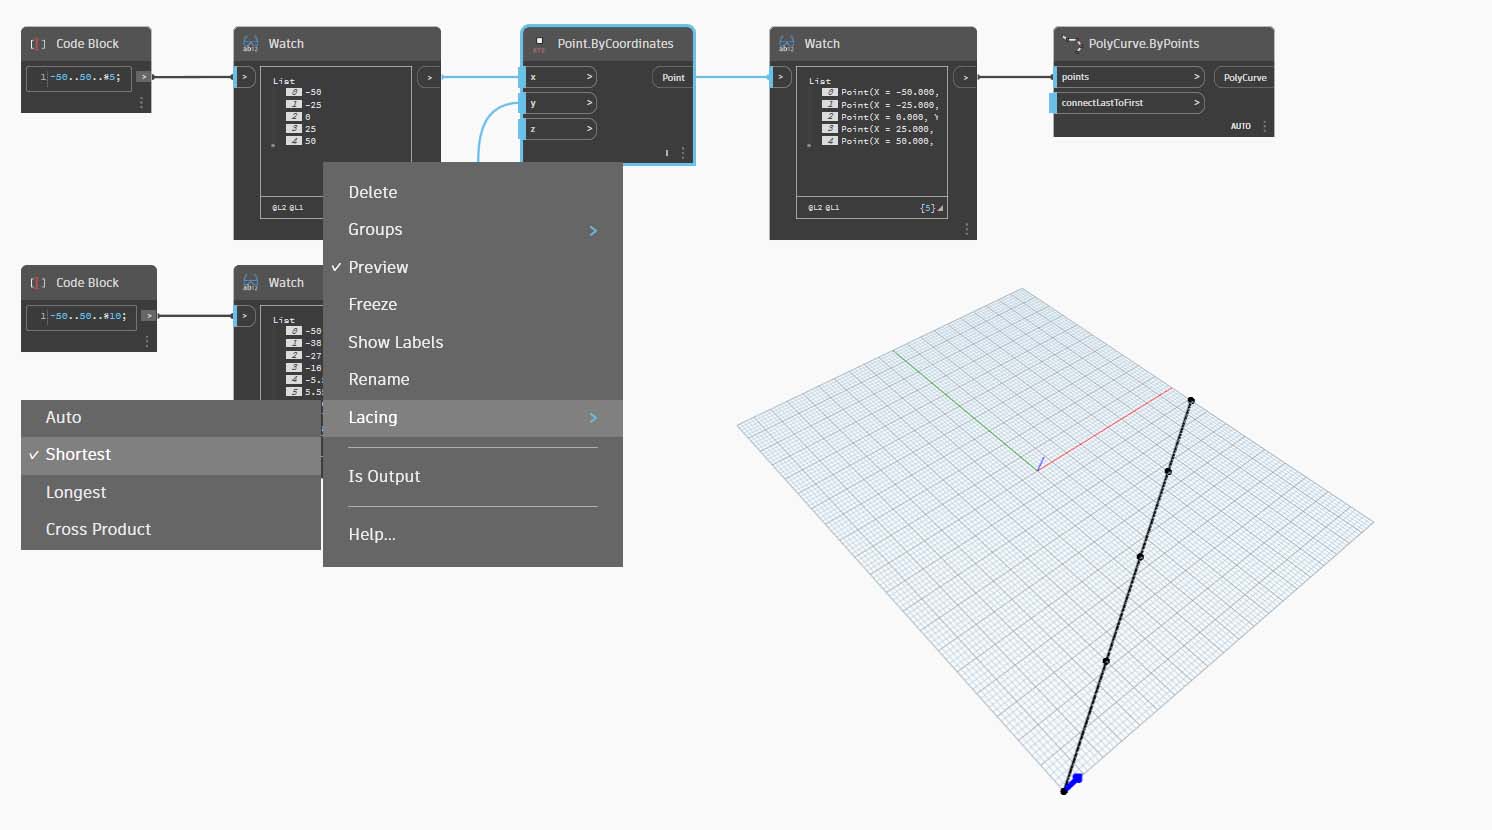 Code Block
1 -50..50..#5; >
Watch
> >
List
0 -50
1 -25
2 0
3 25
4 50
@L2 @L1
Point.ByCoordinates
x > Point
y >
z >
Watch
> >
List
0 Point(X = -50.000,
1 Point(X = -25.000,
2 Point(X = 0.000, Y
3 Point(X = 25.000,
4 Point(X = 50.000,
@L2 @L1 {5}
PolyCurve.ByPoints
points > PolyCurve
connectLastToFirst >
AUTO
Code Block
1 -50..50..#10; >
Watch
>
List
0 -50
1 -38
2 -27
3 -16
4 -5.
5 5.5
Delete
Groups >
✓ Preview
Freeze
Show Labels
Rename
Lacing >
Is Output
Help...
Auto
✓ Shortest
Longest
Cross Product